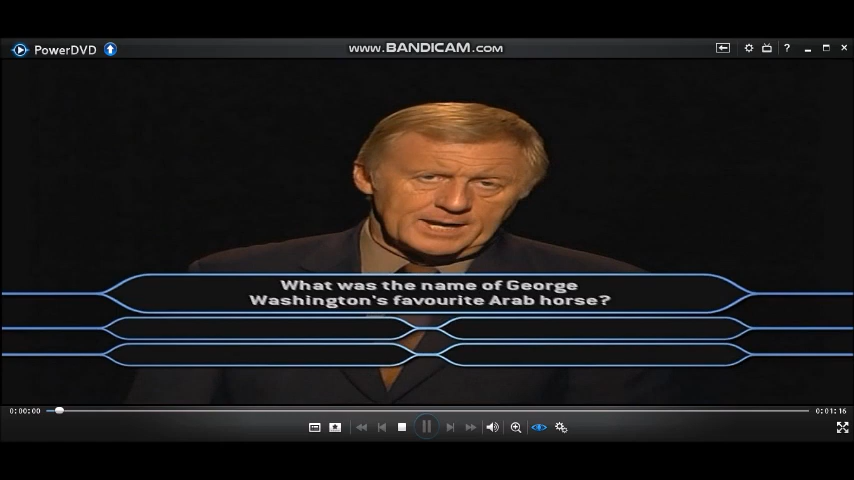 PowerDVD
www.BANDICAM.com
?
What was the name of George
Washington's favourite Arab horse?
0:00:00
0:01:16